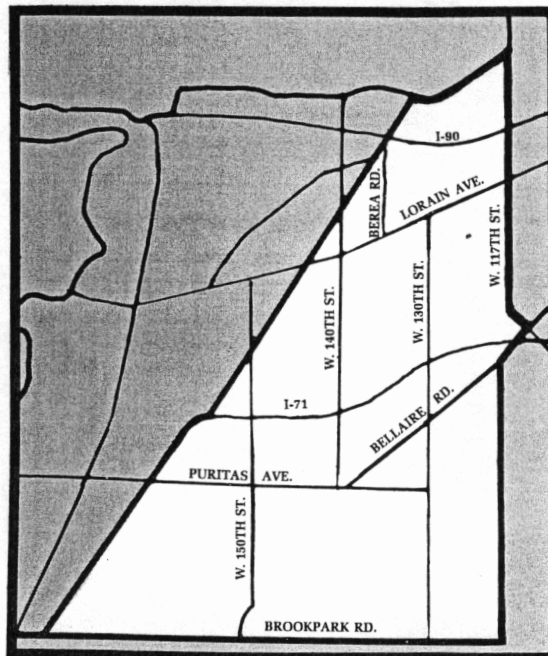 I-90
BEREA RD.
LORAIN AVE.
W. 117TH ST.
W. 140TH ST.
W. 130TH ST.
I-71
BELLAIRE RD.
PURITAS AVE.
W. 150TH ST.
BROOKPARK RD.